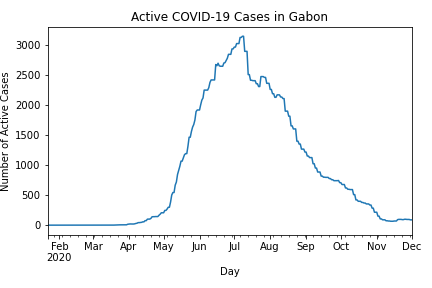 Active COVID-19 Cases in Gabon
Number of Active Cases
3000
2500
2000
1500
1000
500
0
Feb Mar Apr May Jun Jul Aug Sep Oct Nov Dec
2020
Day